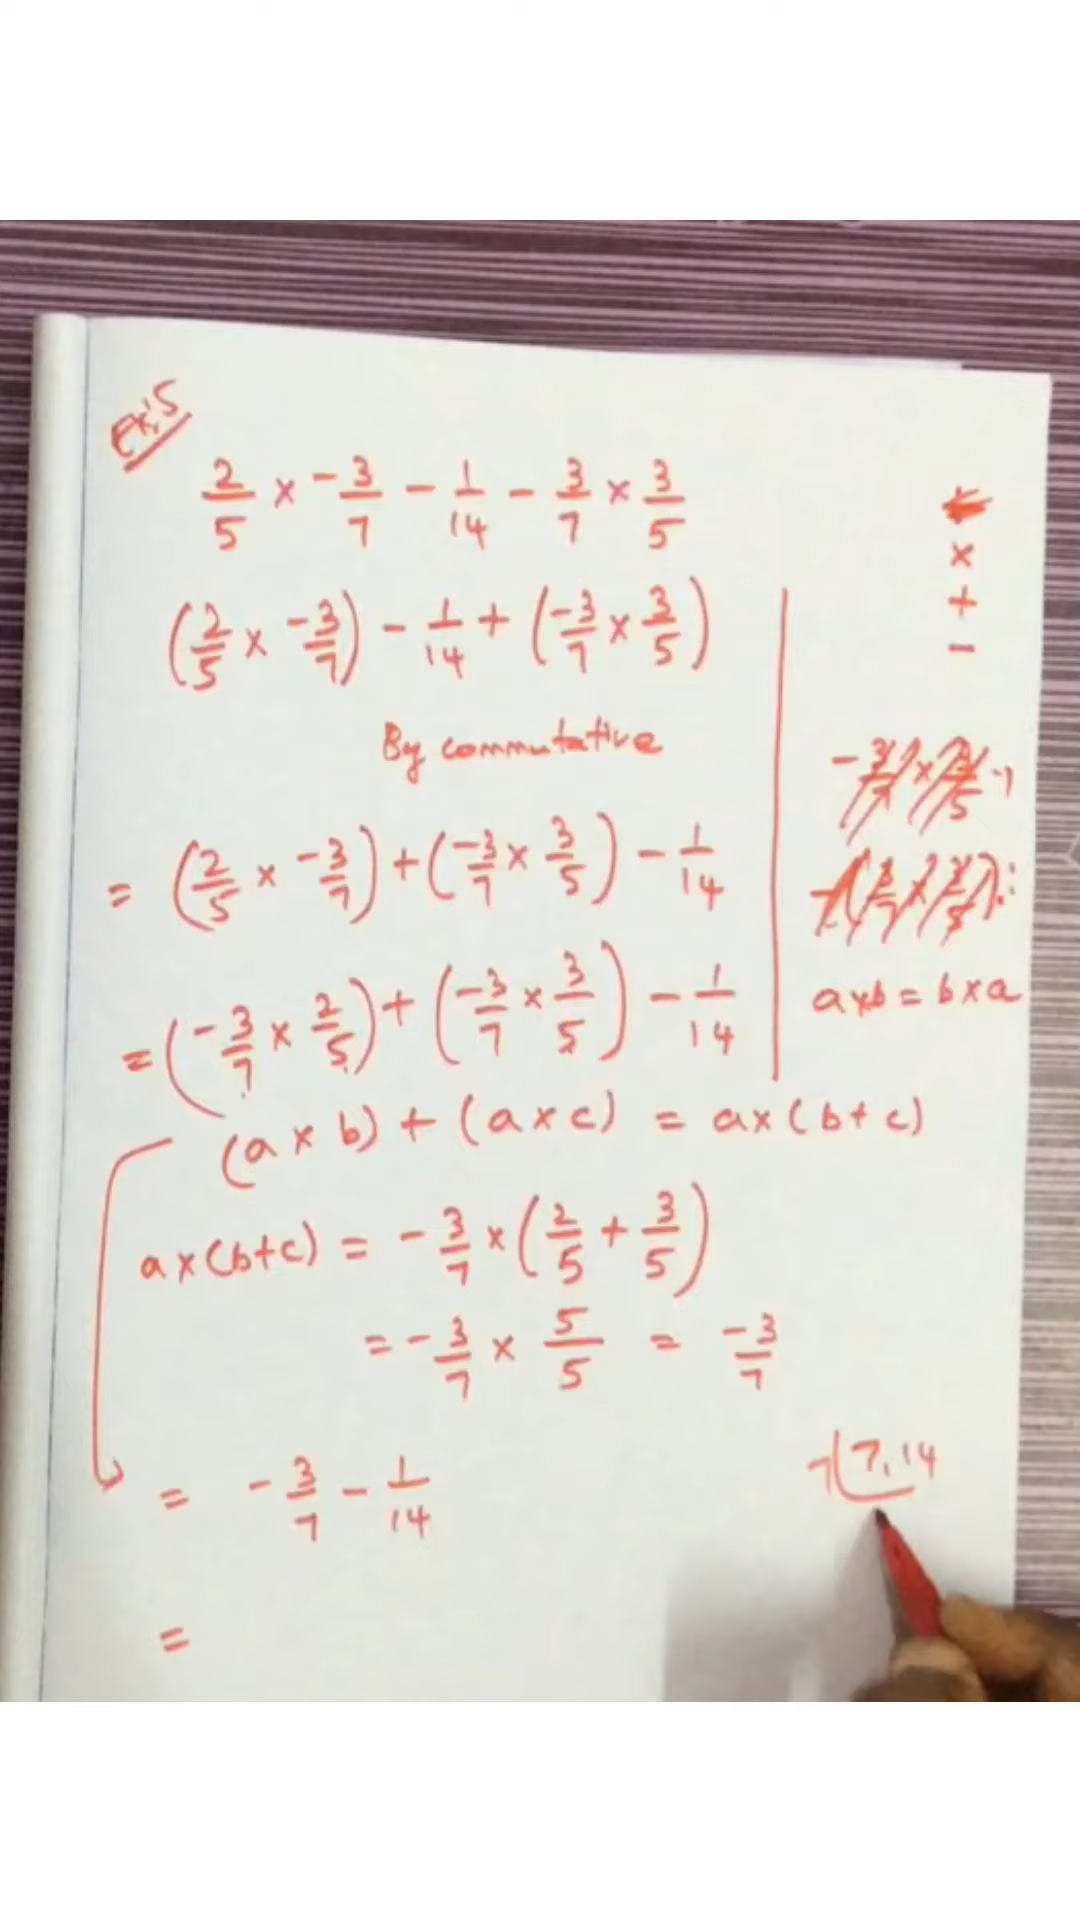 Ex:5
2/5 × -3/7 - 1/14 - 3/7 × 3/5
(2/5 × -3/7) - 1/14 + (-3/7 × 3/5)
By commutative
= (2/5 × -3/7) + (-3/7 × 3/5) - 1/14
= (-3/7 × 2/5) + (-3/7 × 3/5) - 1/14
(a × b) + (a × c) = a × (b + c)
a × (b+c) = -3/7 × (2/5 + 3/5)
= -3/7 × 5/5 = -3/7
= -3/7 - 1/14
=
×
+
-
a×b = b×a
7 | 7, 14